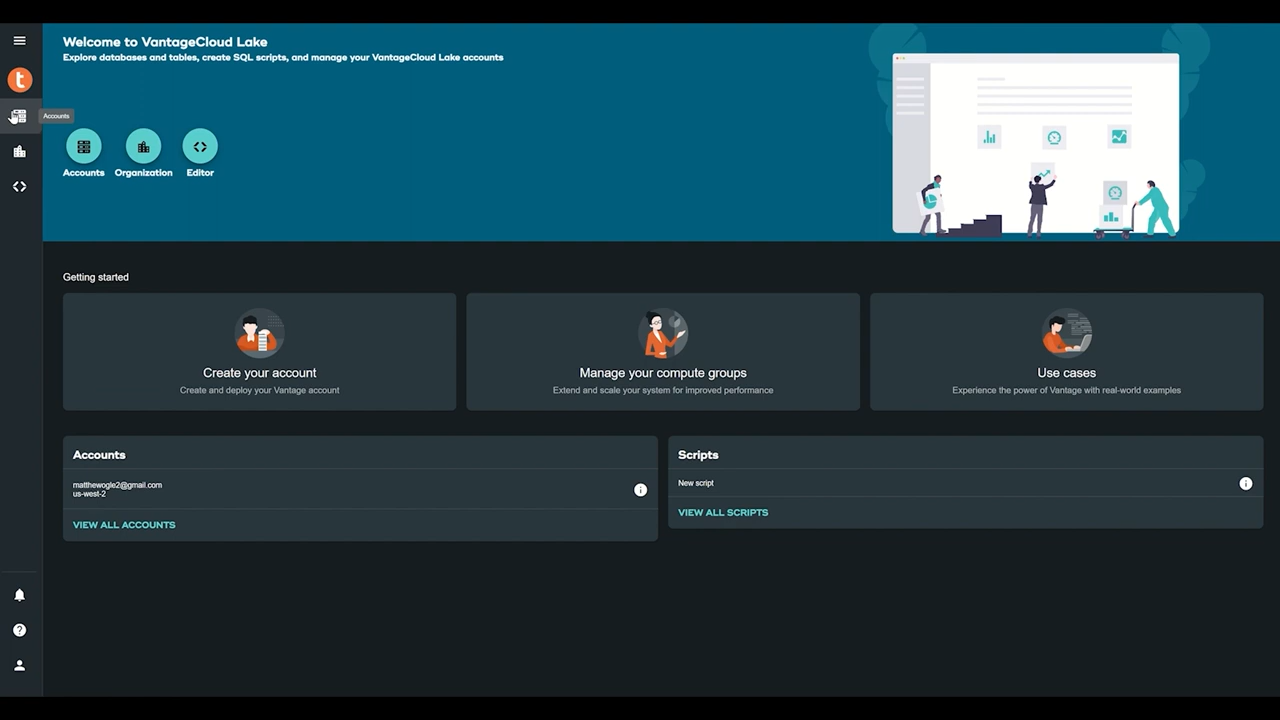 Welcome to VantageCloud Lake
Explore databases and tables, create SQL scripts, and manage your VantageCloud Lake accounts
t
Accounts
Accounts
Organization
Editor
Getting started
Create your account
Create and deploy your Vantage account
Manage your compute groups
Extend and scale your system for improved performance
Use cases
Experience the power of Vantage with real-world examples
Accounts
matthewogle2@gmail.com
us-west-2
VIEW ALL ACCOUNTS
Scripts
New script
VIEW ALL SCRIPTS